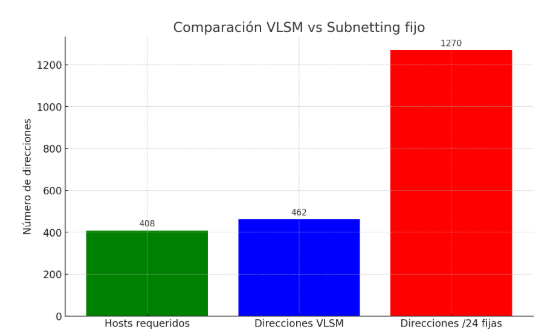 Comparación VLSM vs Subnetting fijo
Número de direcciones
1200
1000
800
600
400
200
0
408
462
1270
Hosts requeridos
Direcciones VLSM
Direcciones /24 fijas